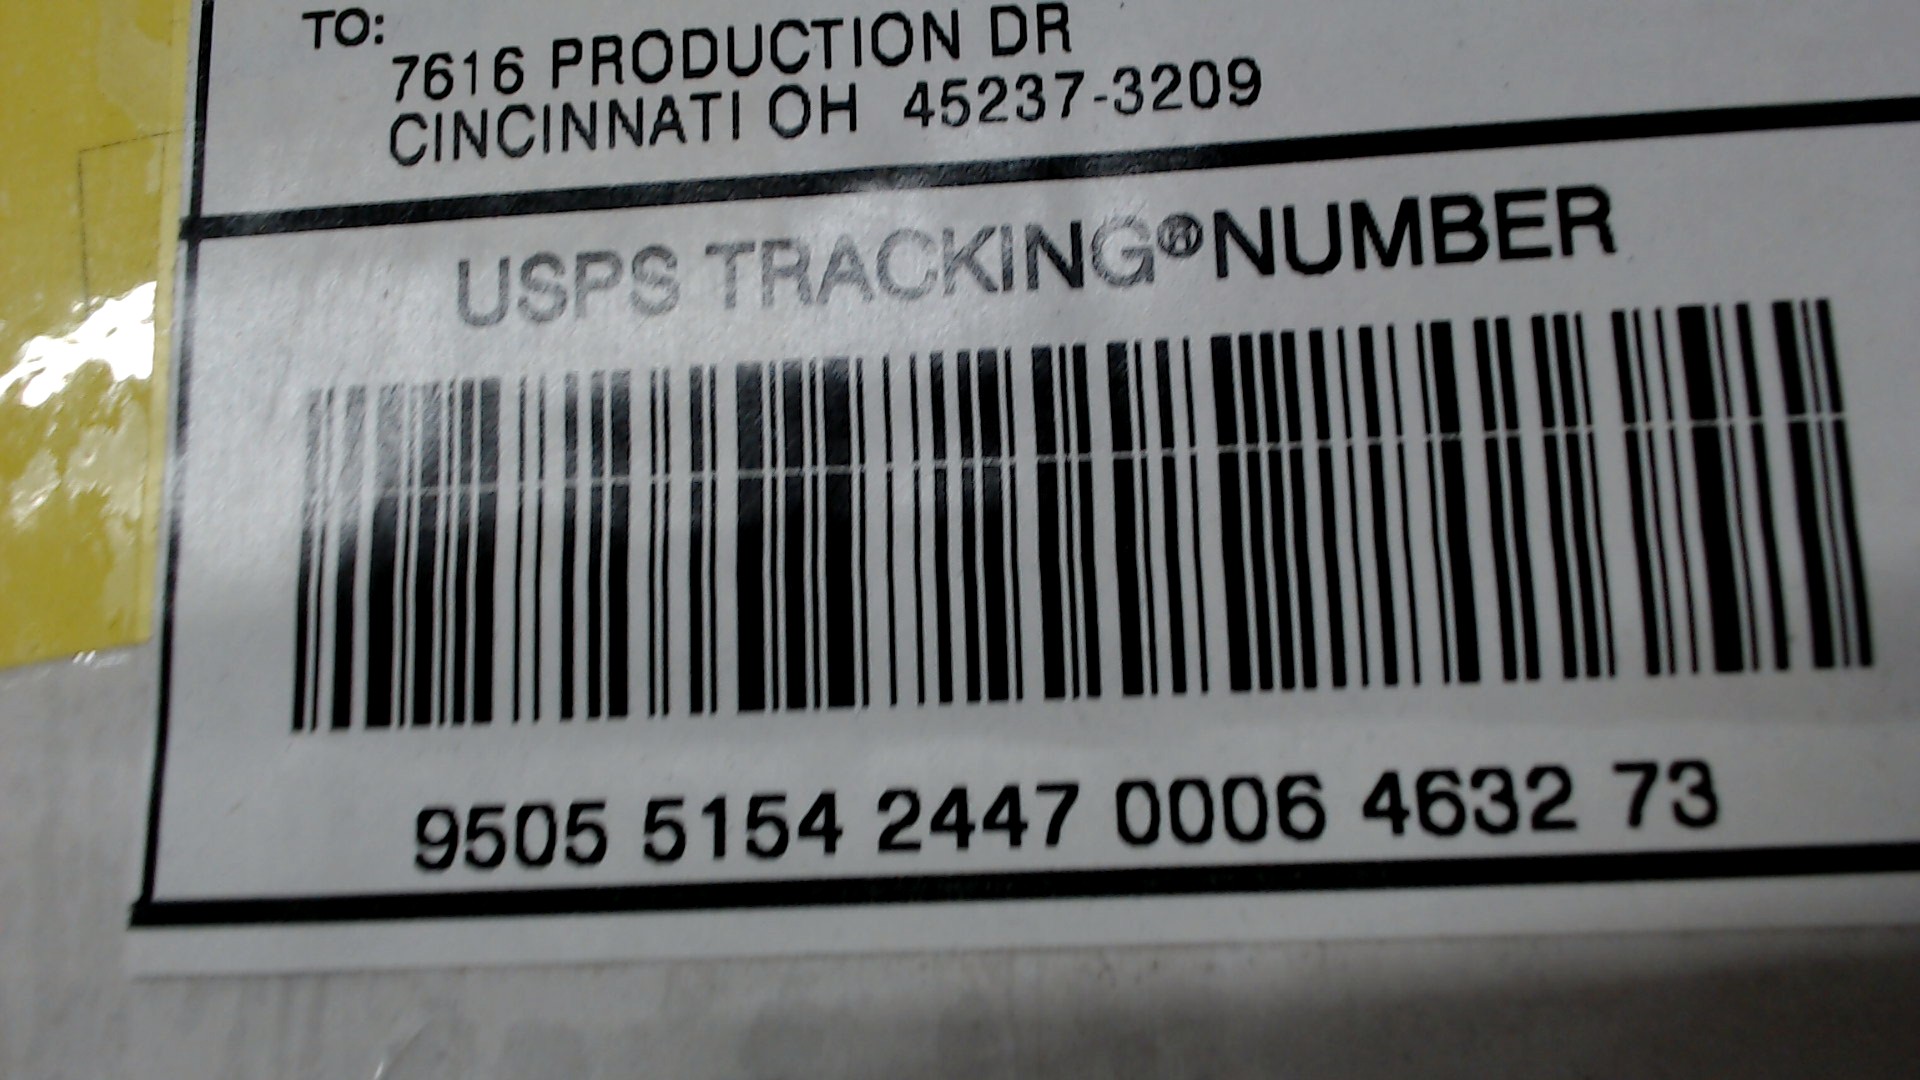 TO:
7616 PRODUCTION DR
CINCINNATI OH 45237-3209
USPS TRACKING® NUMBER
9505 5154 2447 0006 4632 73